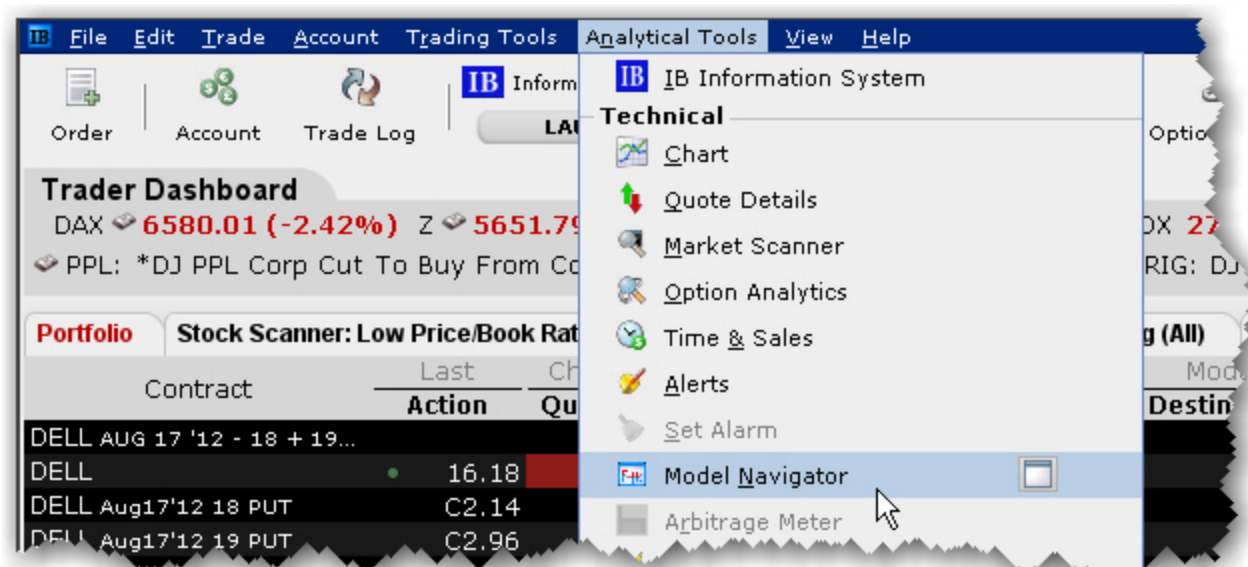 IB File Edit Trade Account Trading Tools Analytical Tools View Help
IB IB Information System
Order Account Trade Log
Technical
Chart
Quote Details
Market Scanner
Option Analytics
Time & Sales
Alerts
Set Alarm
Model Navigator
Arbitrage Meter
Trader Dashboard
DAX 6580.01 (-2.42%) Z
PPL: *DJ PPL Corp Cut To Buy From RIG:
Portfolio Stock Scanner: Low Price/Book (All)
Contract Last
Action
DELL AUG 17 '12 - 18 + 19...
DELL 16.18
DELL Aug17'12 18 PUT C2.14
DELL Aug17'12 19 PUT C2.96